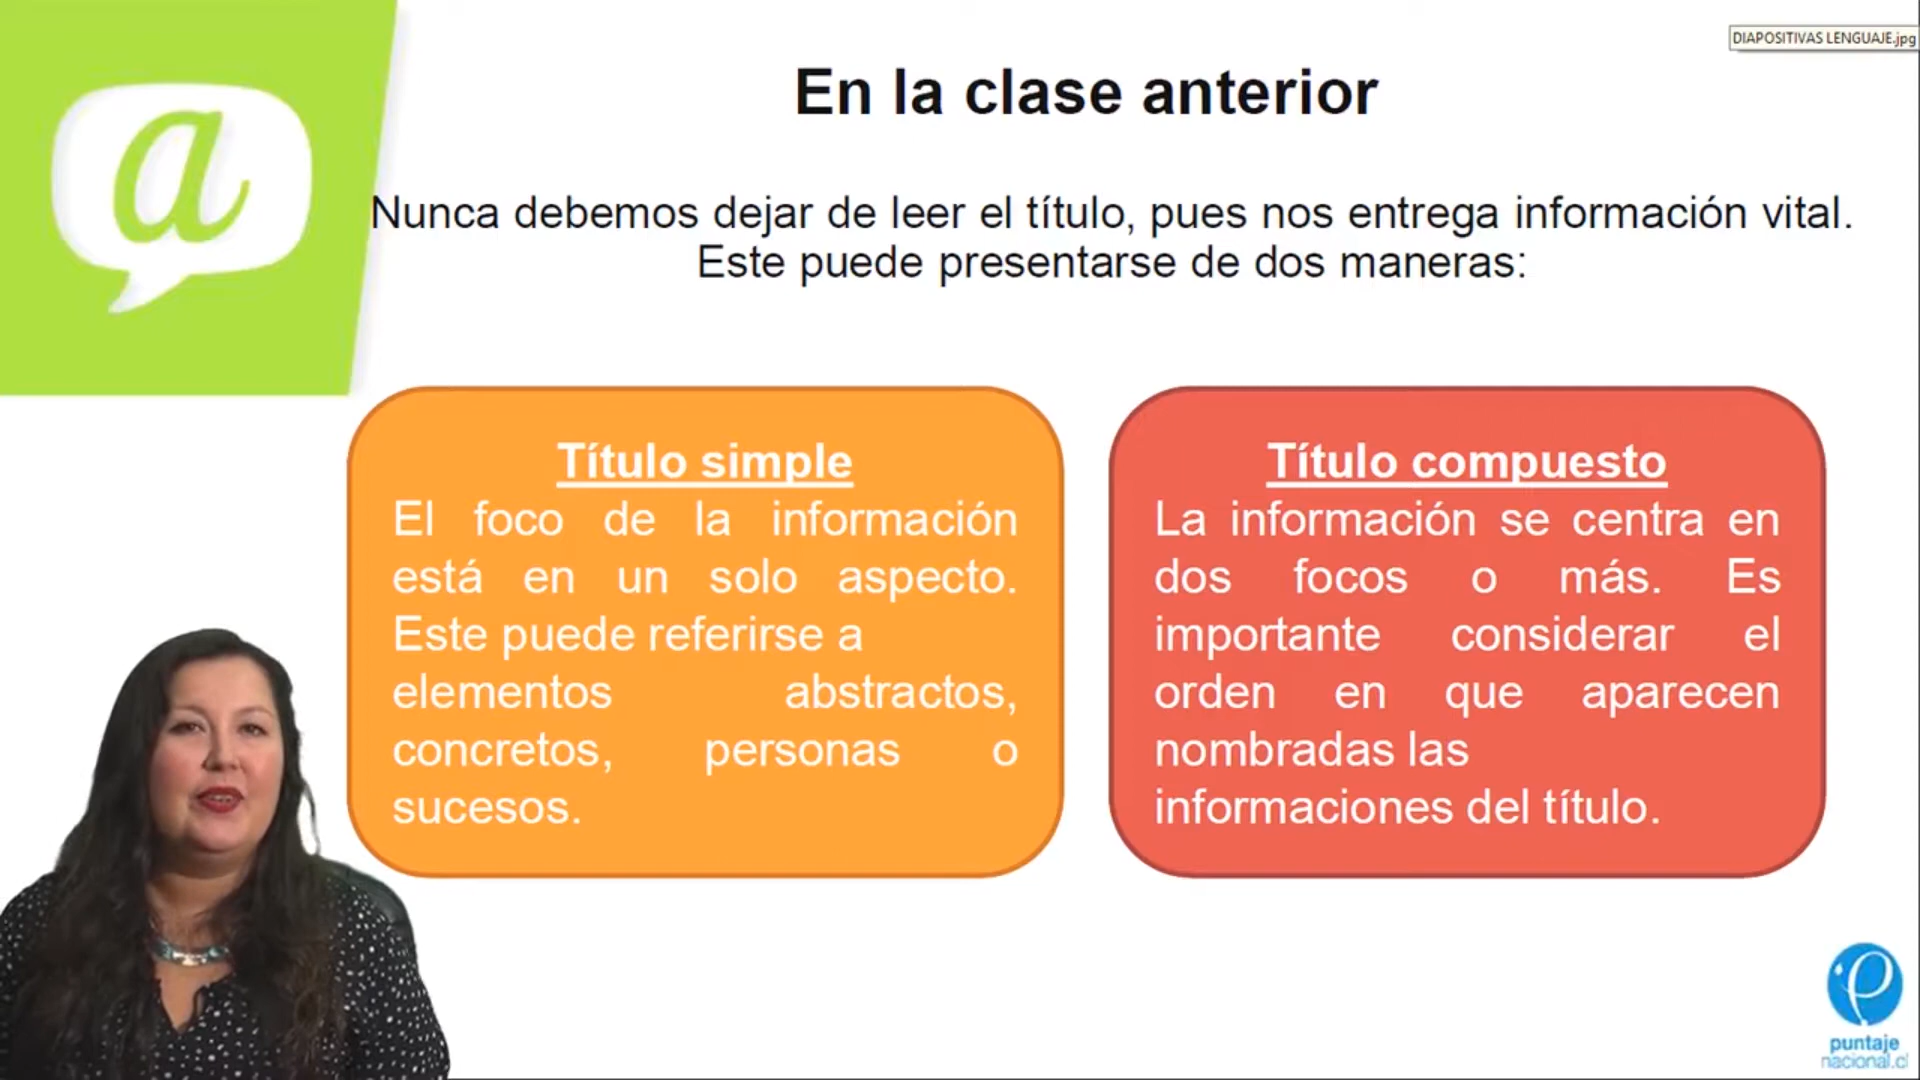 DIAPOSITIVAS LENGUAJE.jpg
En la clase anterior
a
Nunca debemos dejar de leer el título, pues nos entrega información vital.
Este puede presentarse de dos maneras:
Título simple
El foco de la información
está en un solo aspecto.
Este puede referirse a
elementos abstractos,
concretos, personas o
sucesos.
Título compuesto
La información se centra en
dos focos o más. Es
importante considerar el
orden en que aparecen
nombradas las
informaciones del título.
puntaje
nacional.cl